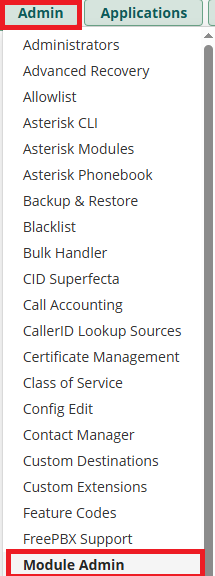 Admin
Applications
Administrators
Advanced Recovery
Allowlist
Asterisk CLI
Asterisk Modules
Asterisk Phonebook
Backup & Restore
Blacklist
Bulk Handler
CID Superfecta
Call Accounting
CallerID Lookup Sources
Certificate Management
Class of Service
Config Edit
Contact Manager
Custom Destinations
Custom Extensions
Feature Codes
FreePBX Support
Module Admin